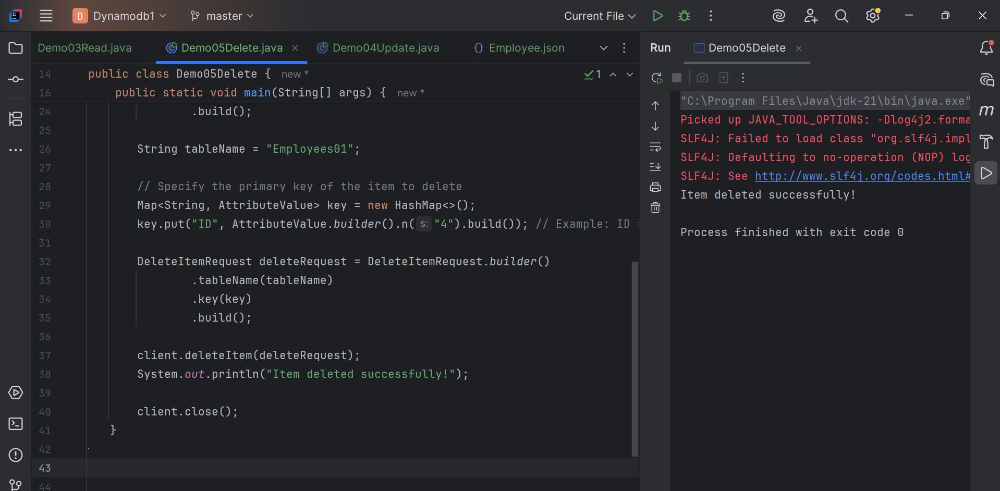 D Dynamodb1 master Current File
Demo03Read.java Demo05Delete.java Demo04Update.java {} Employee.json
Run Demo05Delete
14 public class Demo05Delete { new *
1
16 public static void main(String[] args) { new *
24 .build();
25
26 String tableName = "Employees01";
27
28 // Specify the primary key of the item to delete
29 Map<String, AttributeValue> key = new HashMap<>();
30 key.put("ID", AttributeValue.builder().n( s: "4").build()); // Example: ID
31
32 DeleteItemRequest deleteRequest = DeleteItemRequest.builder()
33 .tableName(tableName)
34 .key(key)
35 .build();
36
37 client.deleteItem(deleteRequest);
38 System.out.println("Item deleted successfully!");
39
40 client.close();
41 }
42
43
44
"C:\Program Files\Java\jdk-21\bin\java.exe"
Picked up JAVA_TOOL_OPTIONS: -Dlog4j2.forma
SLF4J: Failed to load class "org.slf4j.impl
SLF4J: Defaulting to no-operation (NOP) log
SLF4J: See http://www.slf4j.org/codes.html#
Item deleted successfully!
Process finished with exit code 0